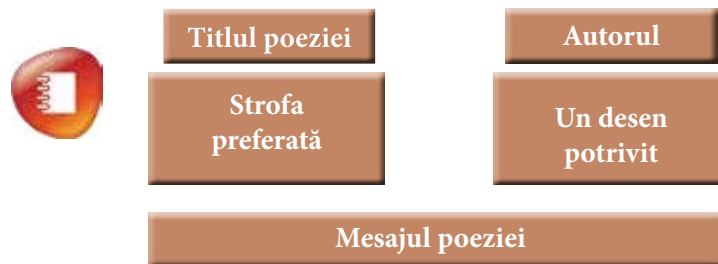 Titlul poeziei
Autorul
Strofa
preferată
Un desen
potrivit
Mesajul poeziei